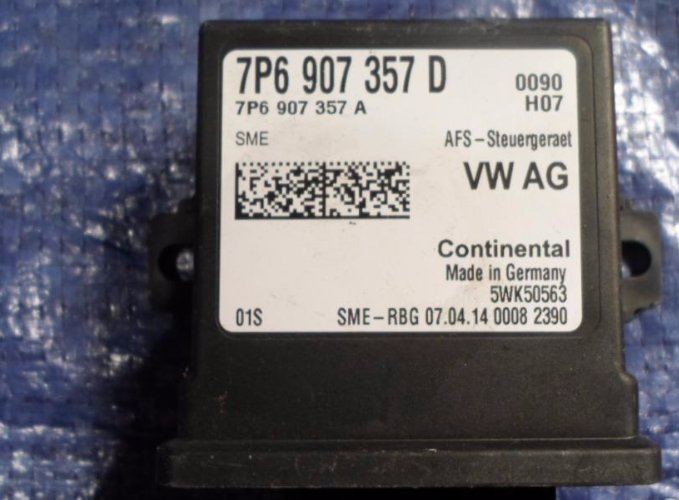 7P6 907 357 D 0090
7P6 907 357 A H07
SME AFS-Steuergeraet
VW AG
Continental
Made in Germany
5WK50563
01S SME-RBG 07.04.14 0008 2390